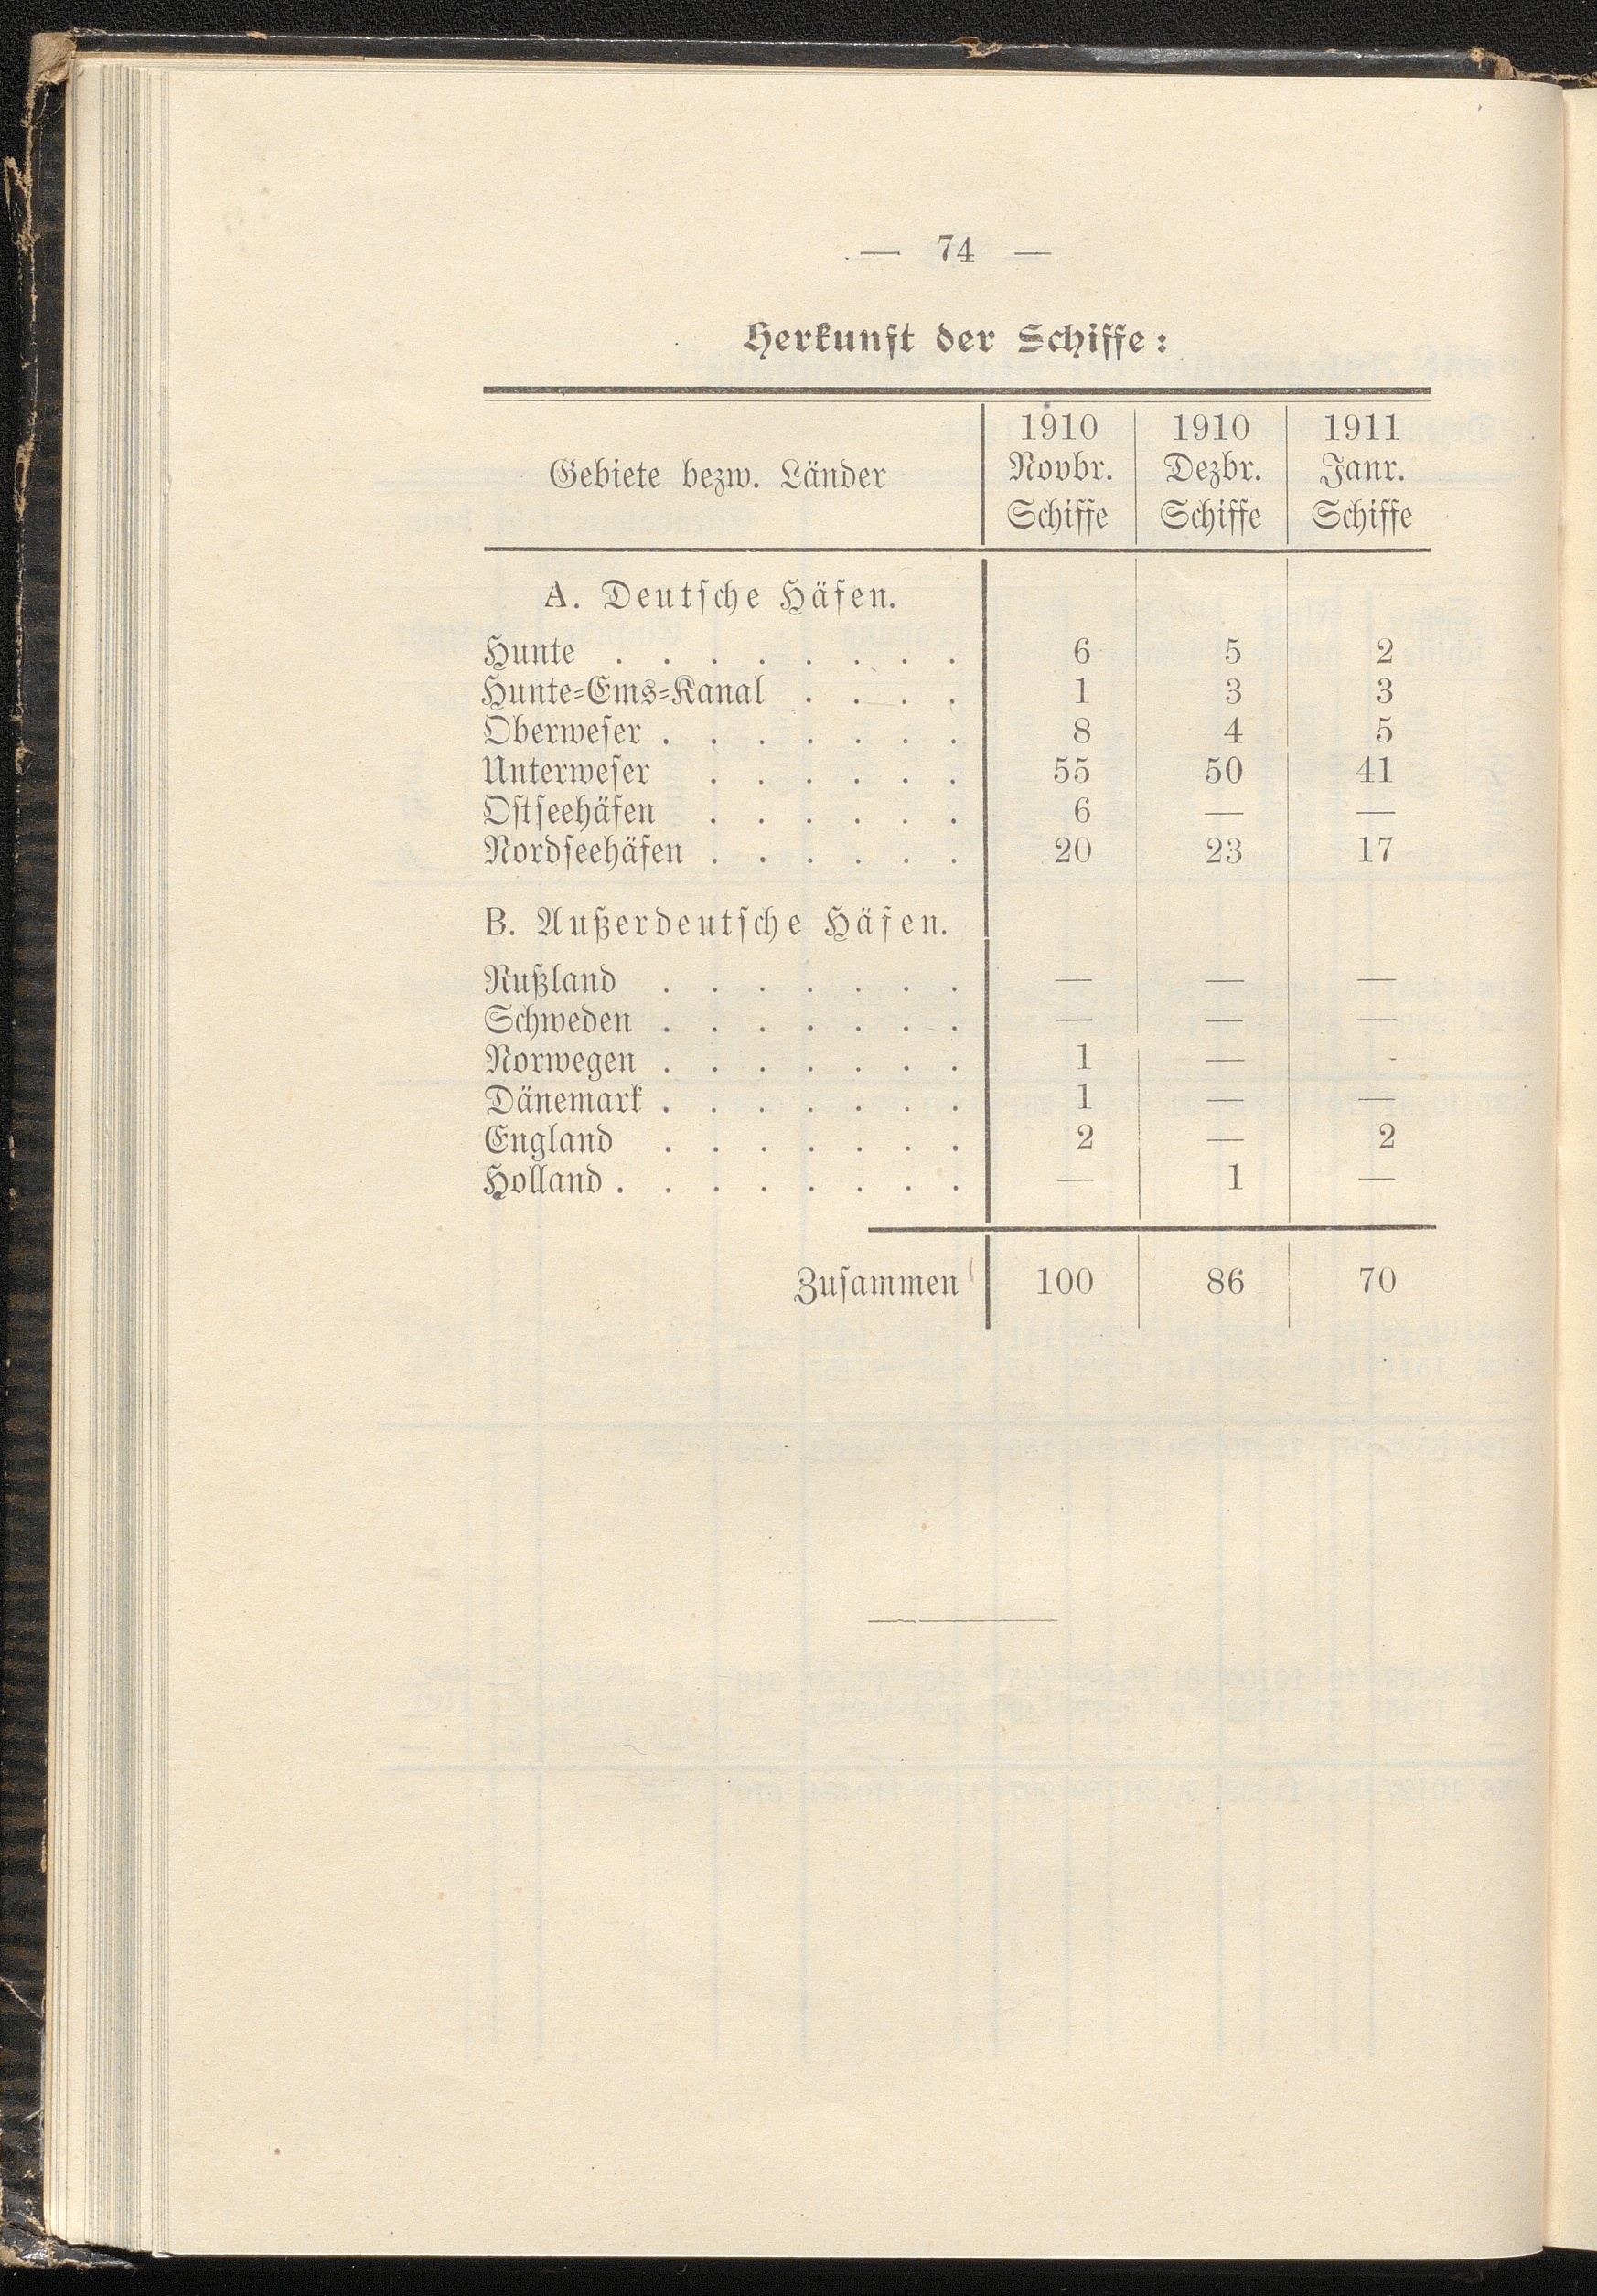 — 74 —
Herkunft der Schiffe:
Gebiete bezw. Länder
1910 1910 1911
Novbr. Dezbr. Janr.
Schiffe Schiffe Schiffe
A. Deutsche Häfen.
Hunte . . . . . . . . 6 5 2
Hunte-Ems-Kanal . . . . 1 3 3
Oberweser . . . . . . . 8 4 5
Unterweser . . . . . . 55 50 41
Ostseehäfen . . . . . . 6 — —
Nordseehäfen . . . . . . 20 23 17
B. Außerdeutsche Häfen.
Rußland . . . . . . . — — —
Schweden . . . . . . . — — —
Norwegen . . . . . . . 1 — -
Dänemark . . . . . . . 1 — —
England . . . . . . . 2 — 2
Holland . . . . . . . . — 1 —
Zusammen 100 86 70